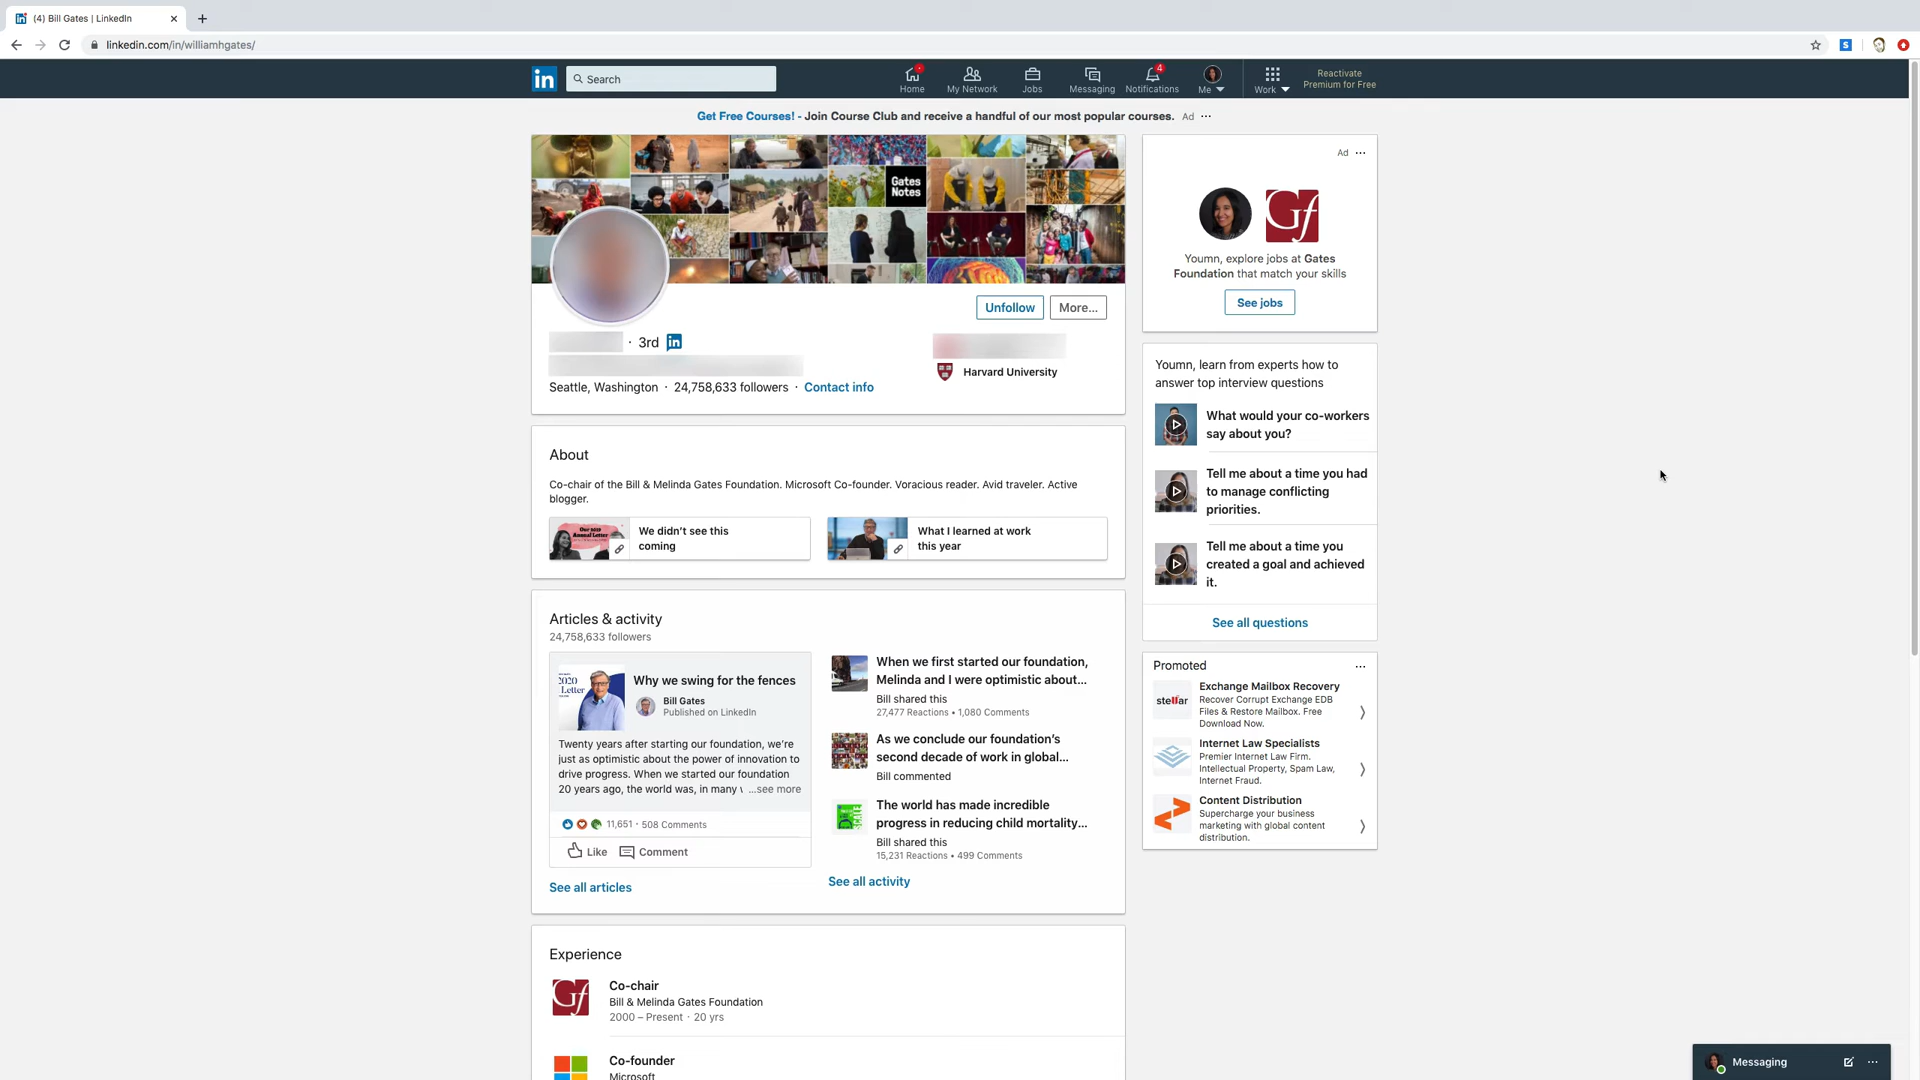 (4) Bill Gates | LinkedIn
linkedin.com/in/williamhgates/
in
Search
Home
My Network
Jobs
Messaging
4
Notifications
Me
Work
Reactivate
Premium for Free
Get Free Courses! - Join Course Club and receive a handful of our most popular courses. Ad ···
Gates
Notes
Unfollow
More...
· 3rd in
Harvard University
Seattle, Washington · 24,758,633 followers · Contact info
About
Co-chair of the Bill & Melinda Gates Foundation. Microsoft Co-founder. Voracious reader. Avid traveler. Active
blogger.
Our 2019
Annual Letter
We didn’t see this
coming
What I learned at work
this year
Articles & activity
24,758,633 followers
2020
Letter
Why we swing for the fences
Bill Gates
Published on LinkedIn
Twenty years after starting our foundation, we’re
just as optimistic about the power of innovation to
drive progress. When we started our foundation
20 years ago, the world was, in many ...see more
11,651 · 508 Comments
Like
Comment
See all articles
When we first started our foundation,
Melinda and I were optimistic about...
Bill shared this
27,477 Reactions • 1,080 Comments
As we conclude our foundation’s
second decade of work in global...
Bill commented
The world has made incredible
progress in reducing child mortality...
Bill shared this
15,231 Reactions • 499 Comments
See all activity
Experience
Gf
Co-chair
Bill & Melinda Gates Foundation
2000 – Present · 20 yrs
Co-founder
Microsoft
Ad ···
Gf
Youmn, explore jobs at Gates
Foundation that match your skills
See jobs
Youmn, learn from experts how to
answer top interview questions
What would your co-workers
say about you?
Tell me about a time you had
to manage conflicting
priorities.
Tell me about a time you
created a goal and achieved
it.
See all questions
Promoted
···
stellar
Exchange Mailbox Recovery
Recover Corrupt Exchange EDB
Files & Restore Mailbox. Free
Download Now.
Internet Law Specialists
Premier Internet Law Firm.
Intellectual Property, Spam Law,
Internet Fraud.
Content Distribution
Supercharge your business
marketing with global content
distribution.
Messaging
···